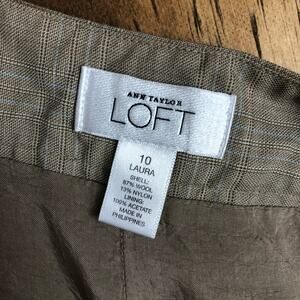 ANN TAYLOR
LOFT
10
LAURA
SHELL:
87% WOOL
13% NYLON
LINING:
100% ACETATE
MADE IN
PHILIPPINES